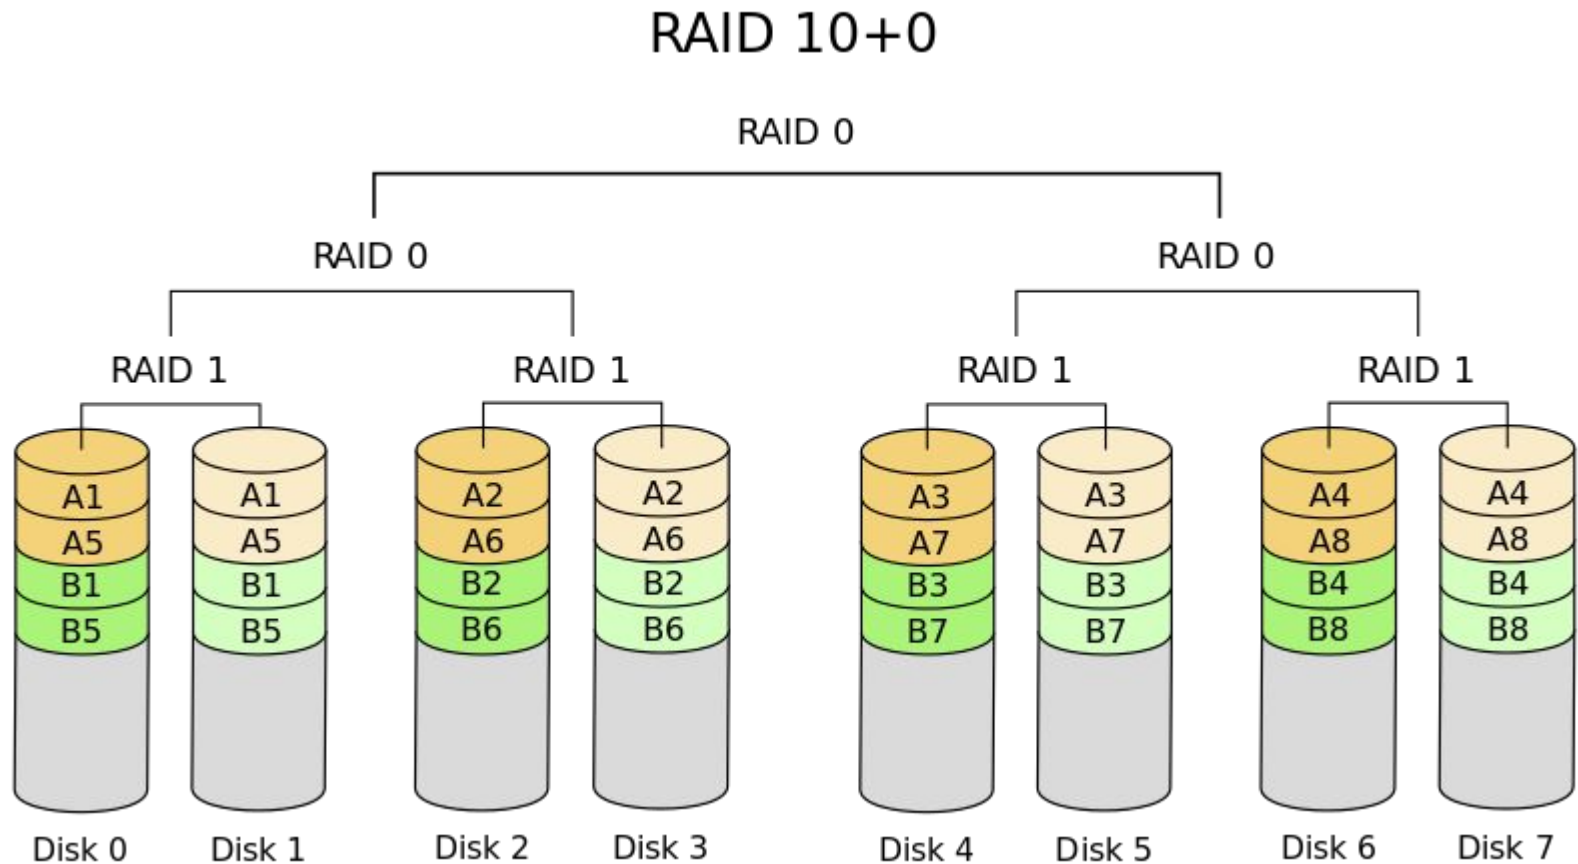 RAID 10+0
RAID 0
RAID 0 RAID 0
RAID 1 RAID 1 RAID 1 RAID 1
A1 A1 A2 A2 A3 A3 A4 A4
A5 A5 A6 A6 A7 A7 A8 A8
B1 B1 B2 B2 B3 B3 B4 B4
B5 B5 B6 B6 B7 B7 B8 B8
Disk 0 Disk 1 Disk 2 Disk 3 Disk 4 Disk 5 Disk 6 Disk 7